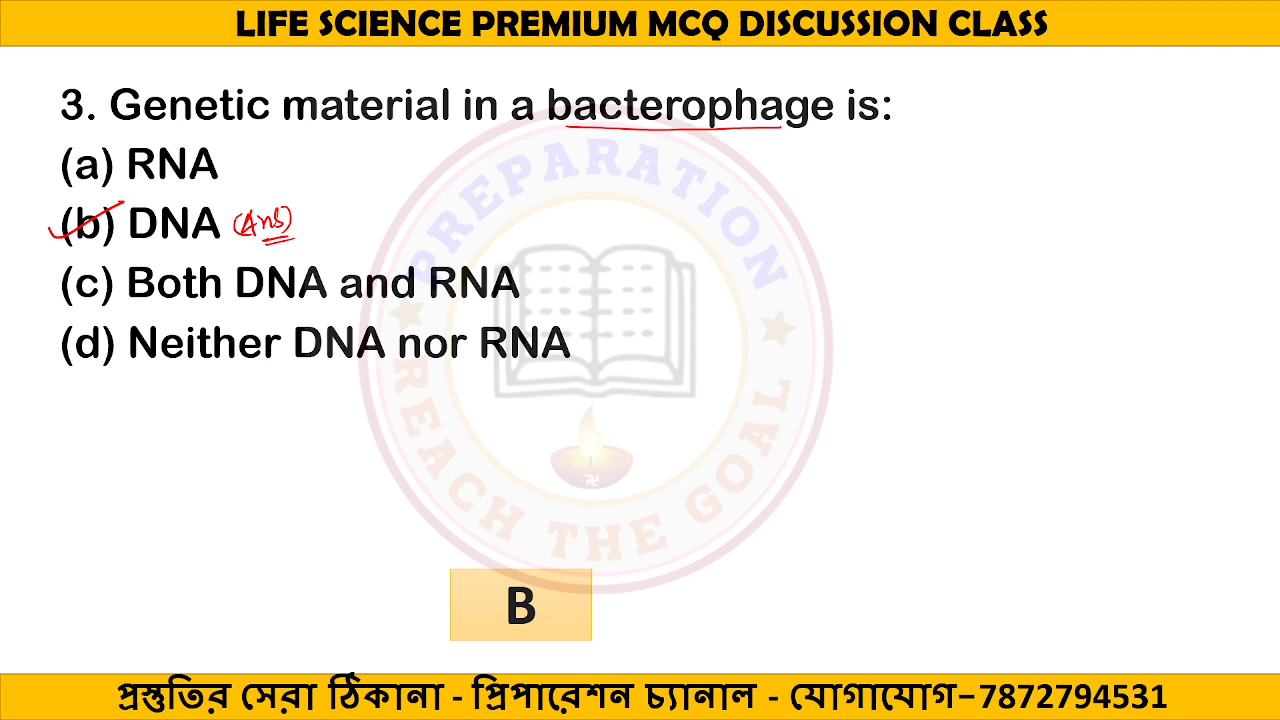 LIFE SCIENCE PREMIUM MCQ DISCUSSION CLASS
3. Genetic material in a bacterophage is:
(a) RNA
(b) DNA (Ans)
(c) Both DNA and RNA
(d) Neither DNA nor RNA
PREPARATION
REACH THE GOAL
B
প্রস্তুতির সেরা ঠিকানা - প্রিপারেশন চ্যানাল - যোগাযোগ–7872794531